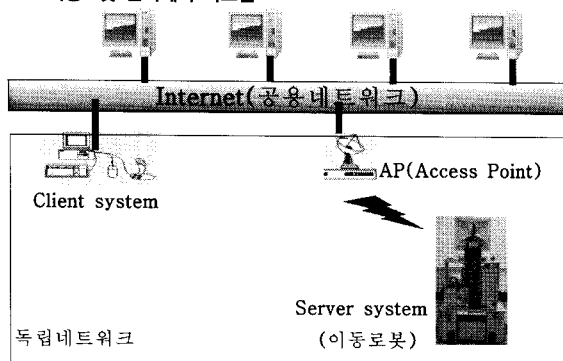 Internet(공용네트워크)
AP(Access Point)
Client system
Server system
(이동로봇)
독립네트워크